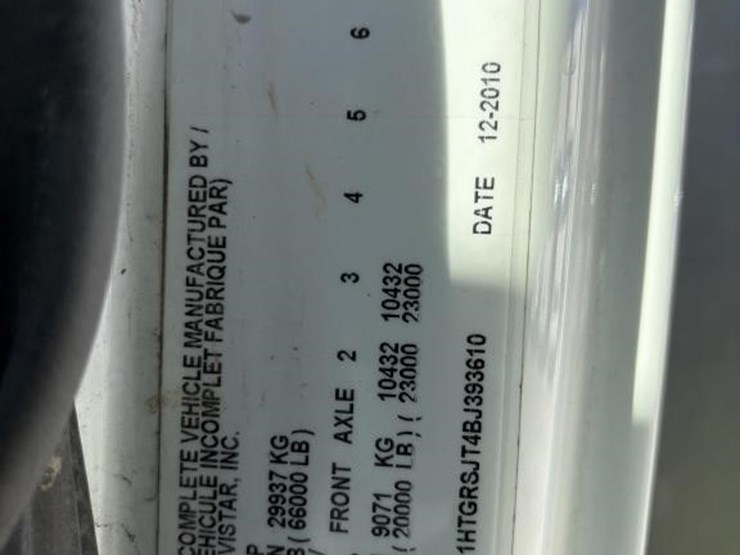 COMPLETE VEHICLE MANUFACTURED BY /
EHICULE INCOMPLET FABRIQUE PAR)
VISTAR, INC.
P
N 29937 KG
B ( 66000 LB )
FRONT AXLE 2 3 4 5 6
9071 KG 10432 10432
( 20000 LB ) ( 23000 23000
1HTGRSJT4BJ393610 DATE 12-2010